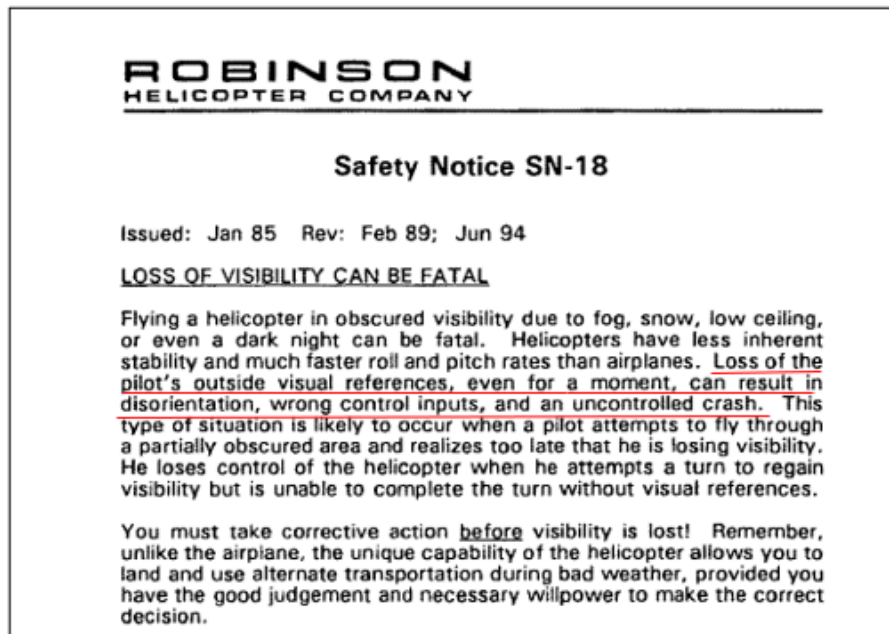 ROBINSON
HELICOPTER COMPANY
Safety Notice SN-18
Issued: Jan 85 Rev: Feb 89; Jun 94
LOSS OF VISIBILITY CAN BE FATAL
Flying a helicopter in obscured visibility due to fog, snow, low ceiling,
or even a dark night can be fatal. Helicopters have less inherent
stability and much faster roll and pitch rates than airplanes. Loss of the
pilot's outside visual references, even for a moment, can result in
disorientation, wrong control inputs, and an uncontrolled crash. This
type of situation is likely to occur when a pilot attempts to fly through
a partially obscured area and realizes too late that he is losing visibility.
He loses control of the helicopter when he attempts a turn to regain
visibility but is unable to complete the turn without visual references.
You must take corrective action before visibility is lost! Remember,
unlike the airplane, the unique capability of the helicopter allows you to
land and use alternate transportation during bad weather, provided you
have the good judgement and necessary willpower to make the correct
decision.